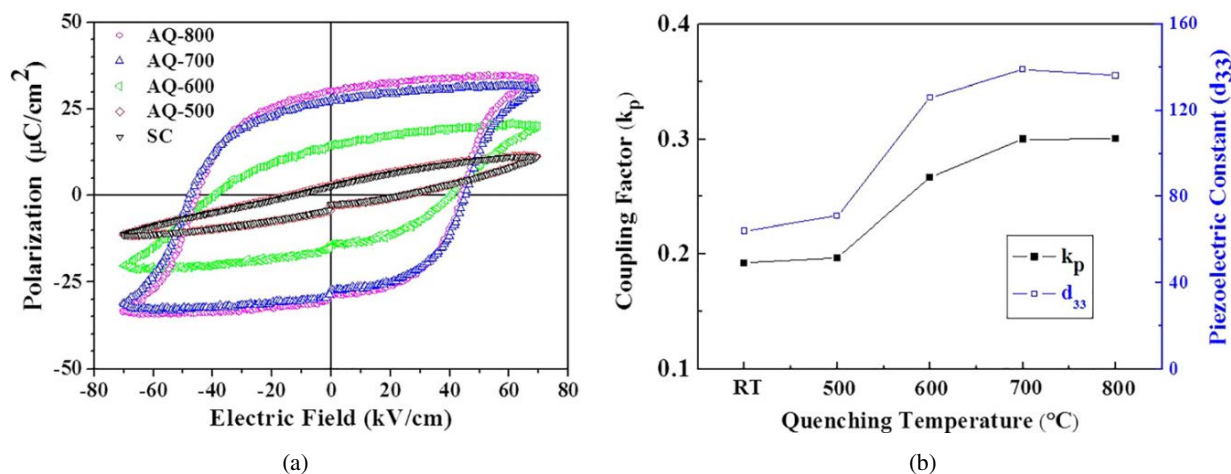 50
25
0
-25
-50
Polarization (μC/cm²)
AQ-800
AQ-700
AQ-600
AQ-500
SC
-80 -60 -40 -20 0 20 40 60 80
Electric Field (kV/cm)
(a)
0.4
0.3
0.2
0.1
Coupling Factor (kp)
160
120
80
40
0
Piezoelectric Constant (d33)
kp
d33
RT 500 600 700 800
Quenching Temperature (°C)
(b)